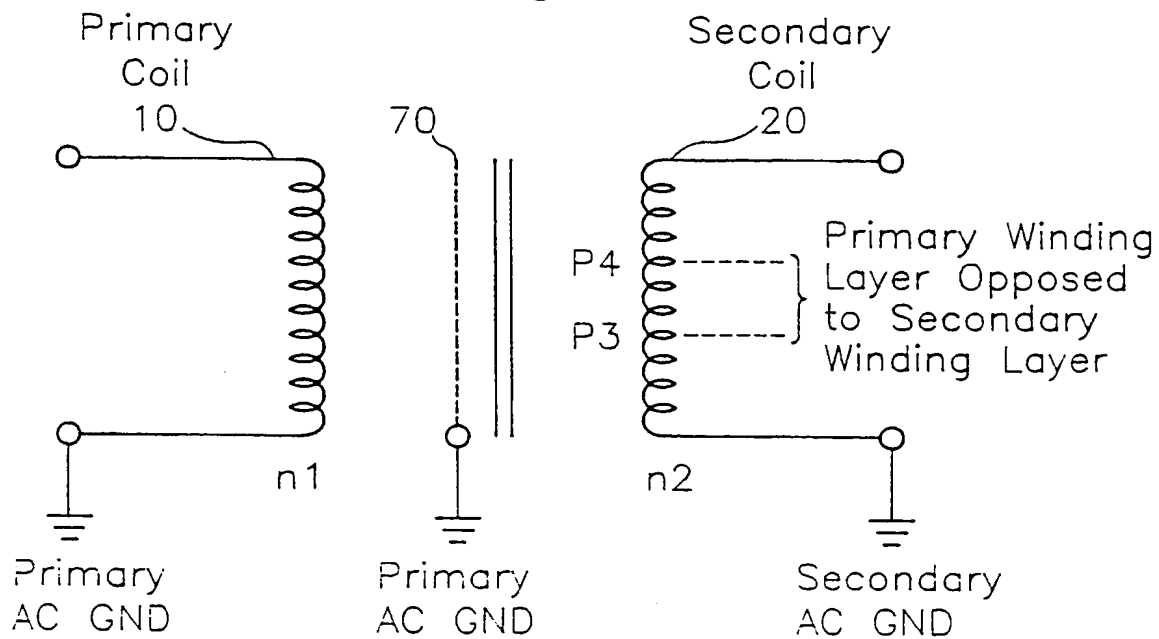 Primary
Coil
10
70
Secondary
Coil
20
P4
P3
Primary Winding
Layer Opposed
to Secondary
Winding Layer
n1
n2
Primary
AC GND
Primary
AC GND
Secondary
AC GND